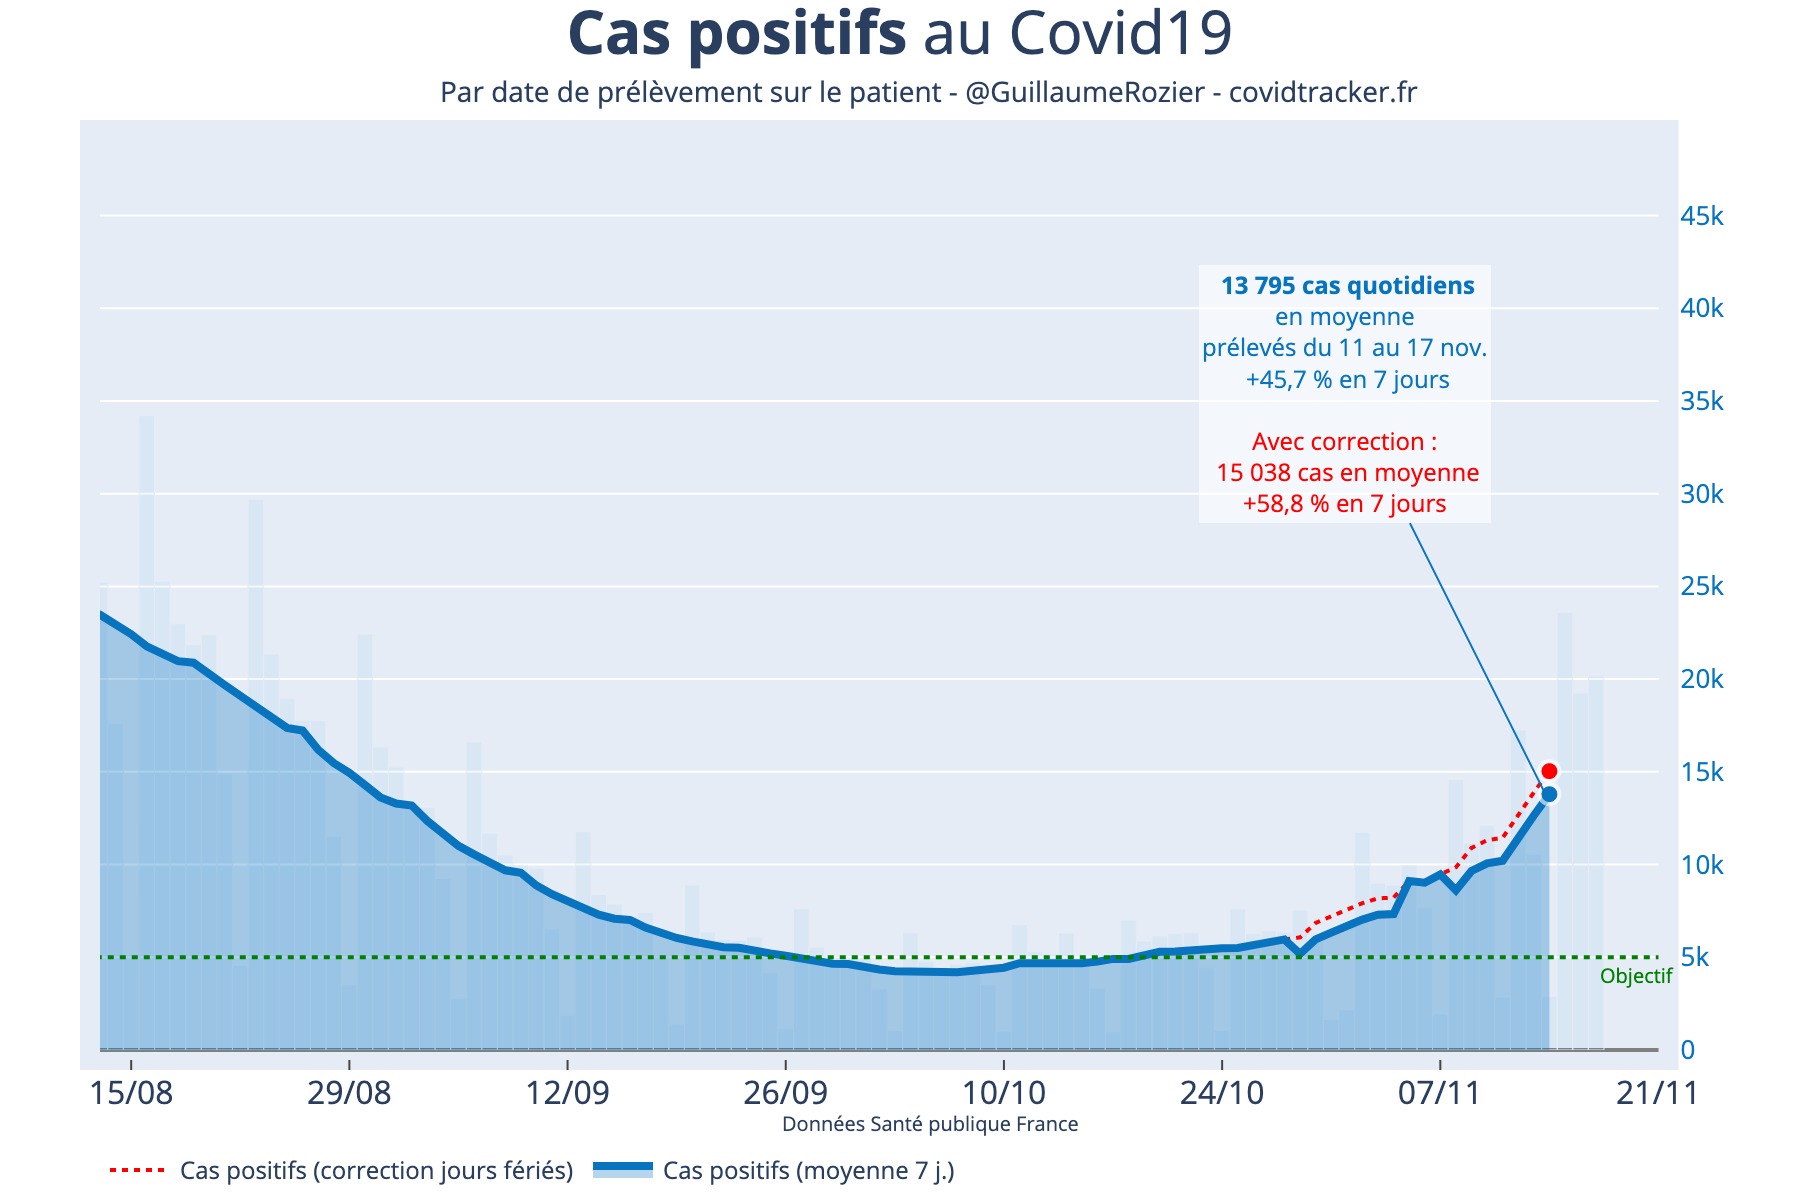 Cas positifs au Covid19
Par date de prélèvement sur le patient - @GuillaumeRozier - covidtracker.fr
45k
40k
35k
30k
25k
20k
15k
10k
5k
0
13 795 cas quotidiens
en moyenne
prélevés du 11 au 17 nov.
+45,7 % en 7 jours
Avec correction :
15 038 cas en moyenne
+58,8 % en 7 jours
Objectif
15/08 29/08 12/09 26/09 10/10 24/10 07/11 21/11
Données Santé publique France
Cas positifs (correction jours fériés) Cas positifs (moyenne 7 j.)